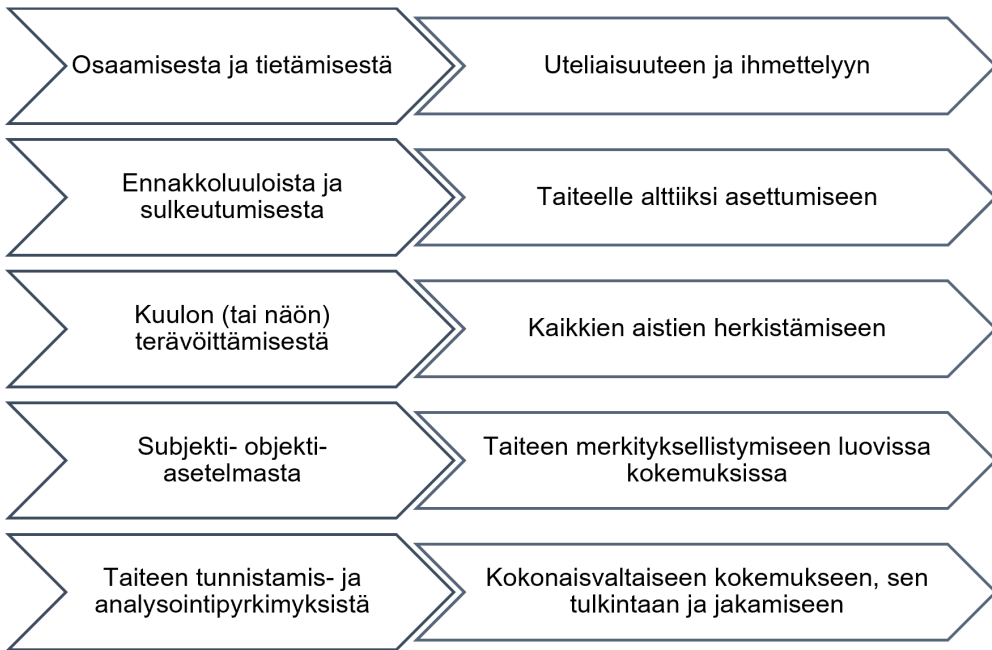 Osaamisesta ja tietämisestä
Uteliaisuuteen ja ihmettelyyn
Ennakkoluuloista ja
sulkeutumisesta
Taiteelle alttiiksi asettumiseen
Kuulon (tai näön)
terävöittämisestä
Kaikkien aistien herkistämiseen
Subjekti- objekti-
asetelmasta
Taiteen merkityksellistymiseen luovissa
kokemuksissa
Taiteen tunnistamis- ja
analysointipyrkimyksistä
Kokonaisvaltaiseen kokemukseen, sen
tulkintaan ja jakamiseen